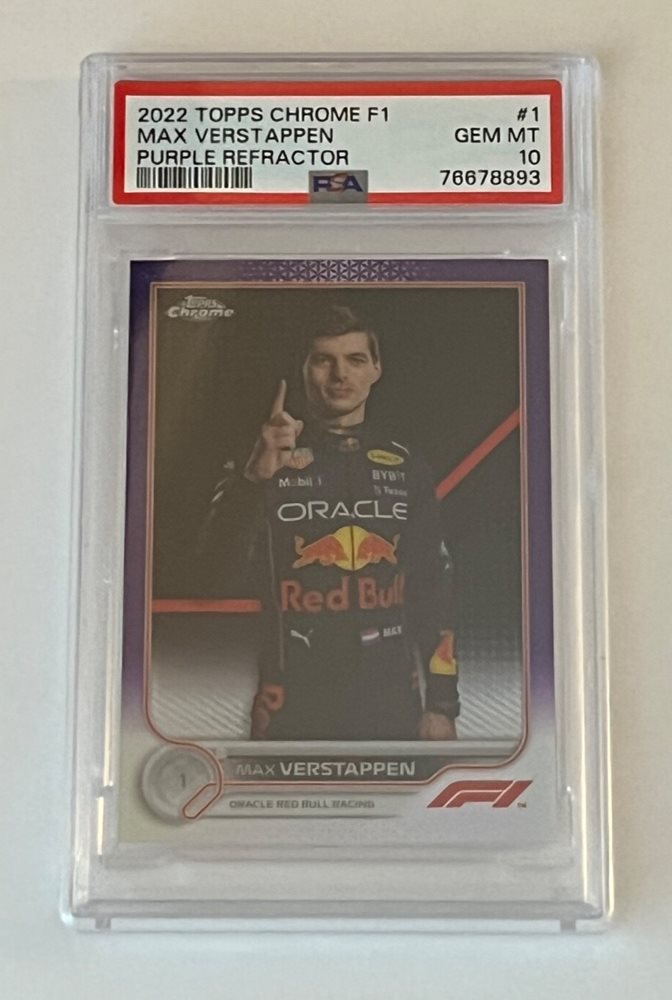 2022 TOPPS CHROME F1 #1
MAX VERSTAPPEN GEM MT
PURPLE REFRACTOR 10
PSA 76678893
TOPPS
Chrome
Mobil 1
BYBIT
ORACLE
Red Bull
MAX
1 MAX VERSTAPPEN
ORACLE RED BULL RACING
F1